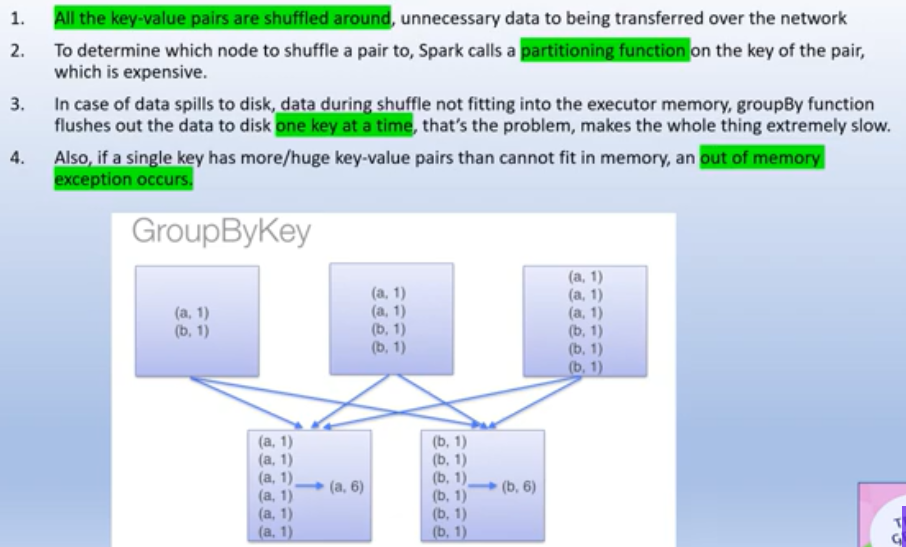 1. All the key-value pairs are shuffled around, unnecessary data to being transferred over the network
2. To determine which node to shuffle a pair to, Spark calls a partitioning function on the key of the pair,
which is expensive.
3. In case of data spills to disk, data during shuffle not fitting into the executor memory, groupBy function
flushes out the data to disk one key at a time, that's the problem, makes the whole thing extremely slow.
4. Also, if a single key has more/huge key-value pairs than cannot fit in memory, an out of memory
exception occurs.
GroupByKey
(a, 1)
(b, 1)
(a, 1)
(a, 1)
(b, 1)
(b, 1)
(a, 1)
(a, 1)
(a, 1)
(b, 1)
(b, 1)
(b, 1)
(a, 1)
(a, 1)
(a, 1)
(a, 1)
(a, 1)
(a, 1)
(a, 6)
(b, 1)
(b, 1)
(b, 1)
(b, 1)
(b, 1)
(b, 1)
(b, 6)